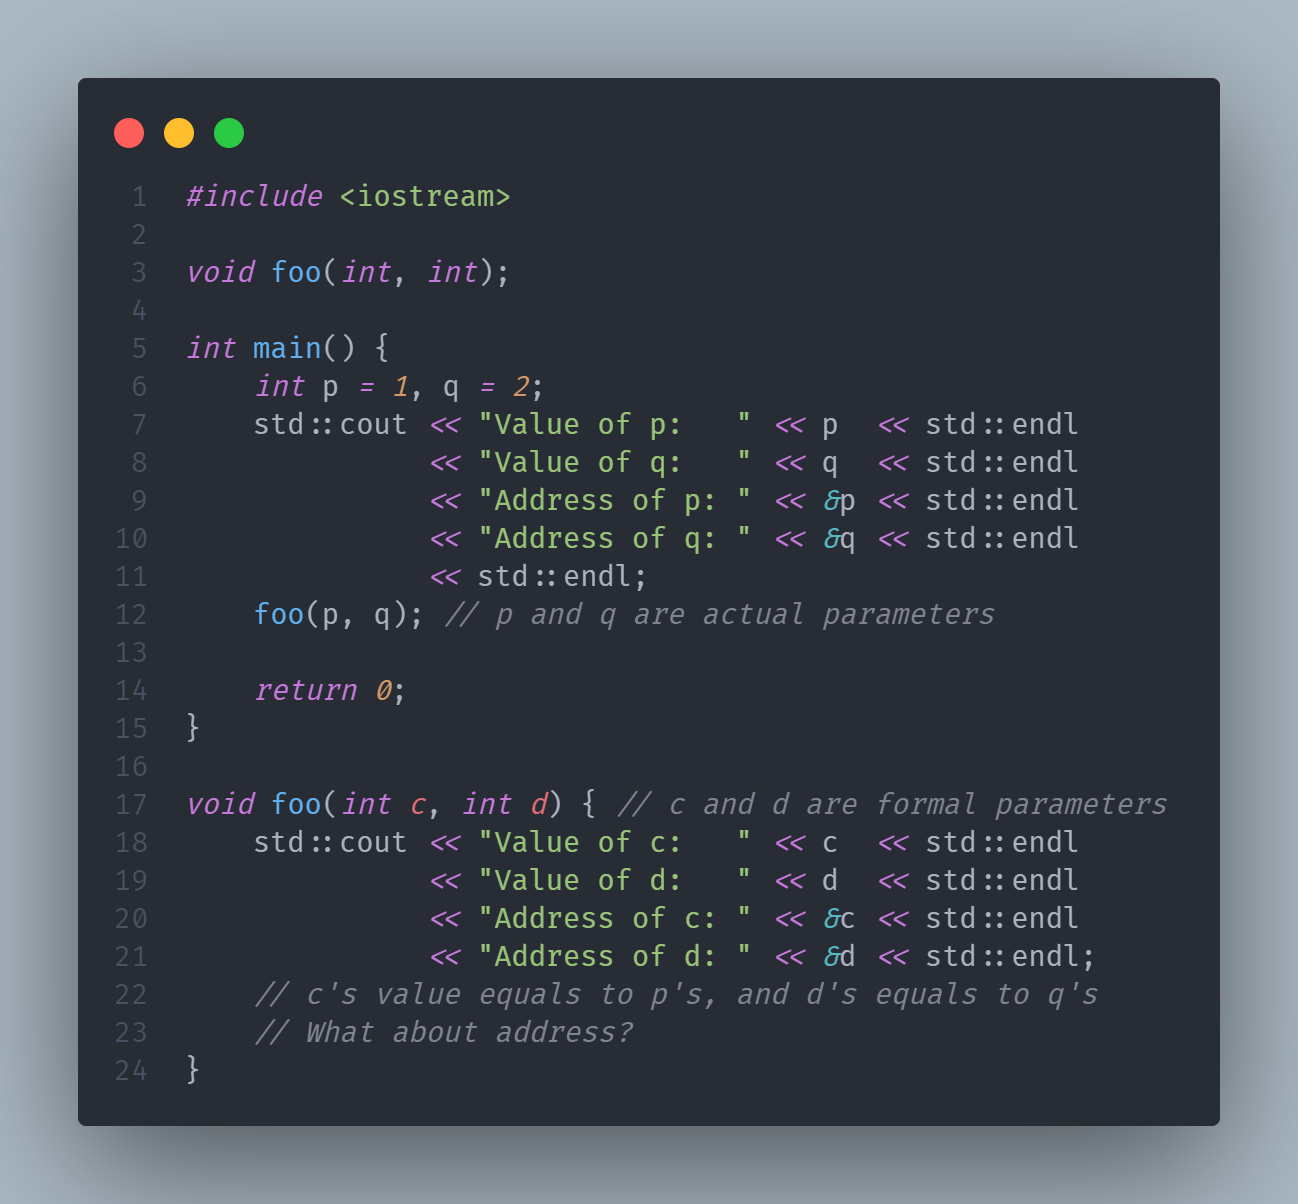 1 #include <iostream>
2
3 void foo(int, int);
4
5 int main() {
6     int p = 1, q = 2;
7     std::cout << "Value of p:   " << p  << std::endl
8               << "Value of q:   " << q  << std::endl
9               << "Address of p: " << &p << std::endl
10               << "Address of q: " << &q << std::endl
11               << std::endl;
12     foo(p, q); // p and q are actual parameters
13
14     return 0;
15 }
16
17 void foo(int c, int d) { // c and d are formal parameters
18     std::cout << "Value of c:   " << c  << std::endl
19               << "Value of d:   " << d  << std::endl
20               << "Address of c: " << &c << std::endl
21               << "Address of d: " << &d << std::endl;
22     // c's value equals to p's, and d's equals to q's
23     // What about address?
24 }